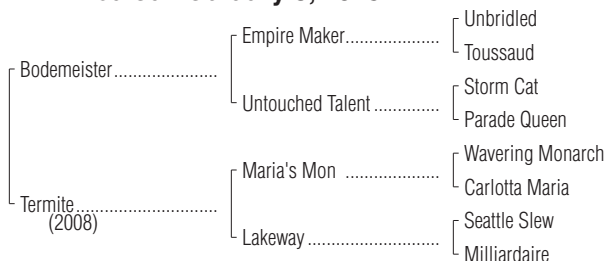 Unbridled
Empire Maker....................
Toussaud
Bodemeister......................
Storm Cat
Untouched Talent ..............
Parade Queen
Wavering Monarch
Maria's Mon ....................
Carlotta Maria
Termite..............................
(2008)
Seattle Slew
Lakeway............................
Milliardaire